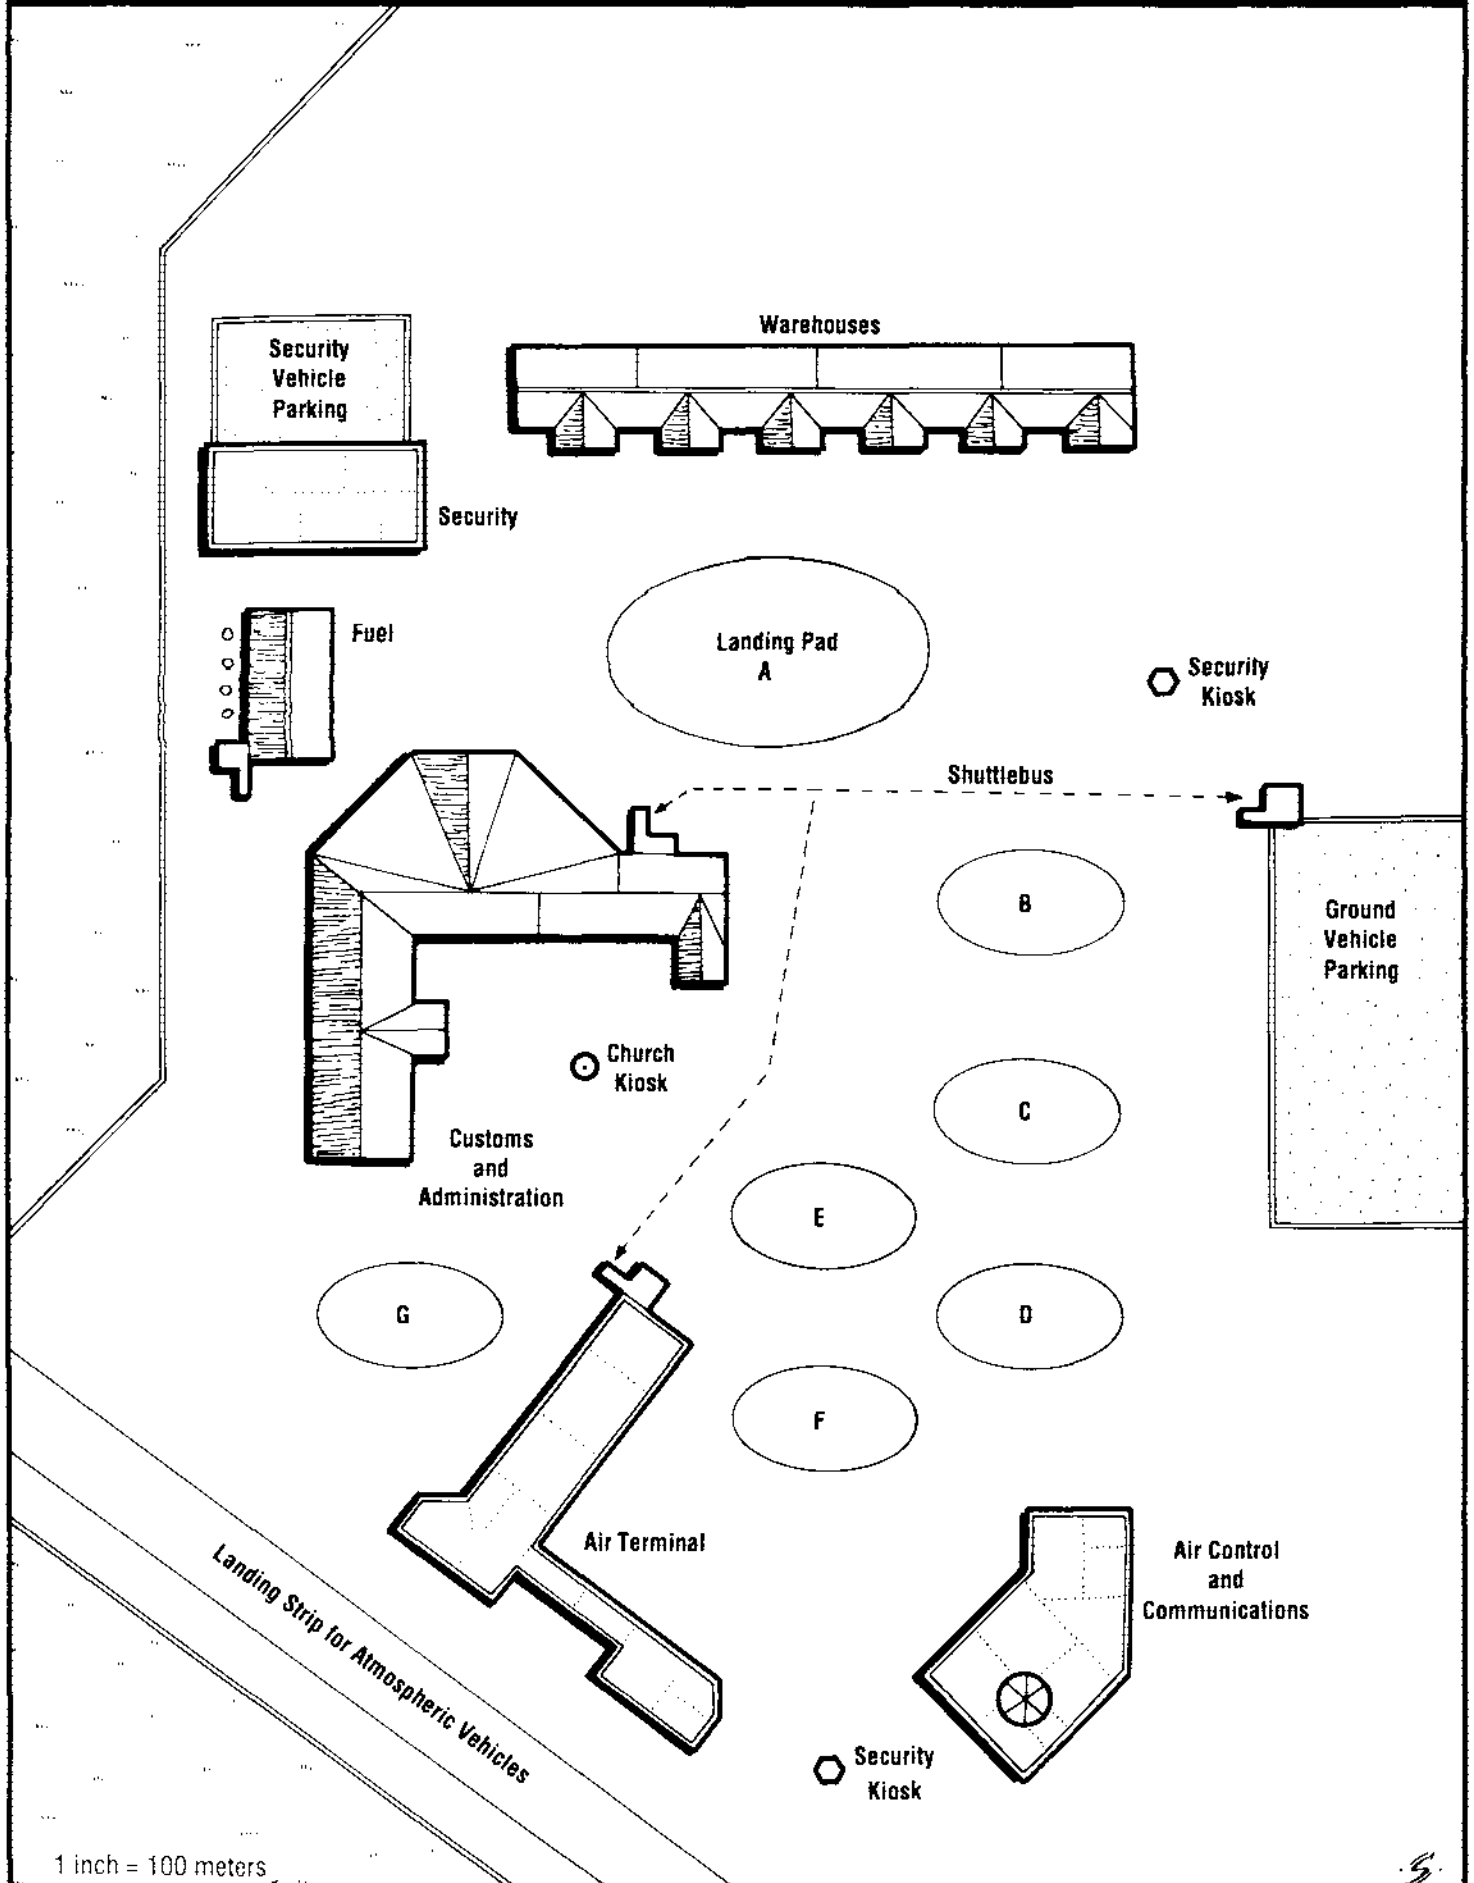 Warehouses
Security
Vehicle
Parking
Security
Fuel
Landing Pad
A
Security
Kiosk
Shuttlebus
B
Ground
Vehicle
Parking
Church
Kiosk
C
Customs
and
Administration
E
G
D
F
Air Terminal
Air Control
and
Communications
Landing Strip for Atmospheric Vehicles
Security
Kiosk
1 inch = 100 meters